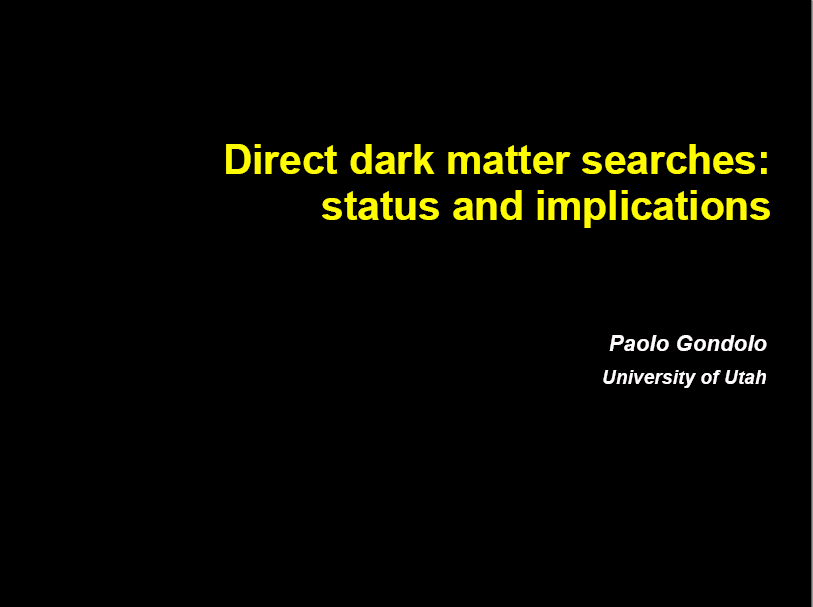 Direct dark matter searches:
status and implications
Paolo Gondolo
University of Utah